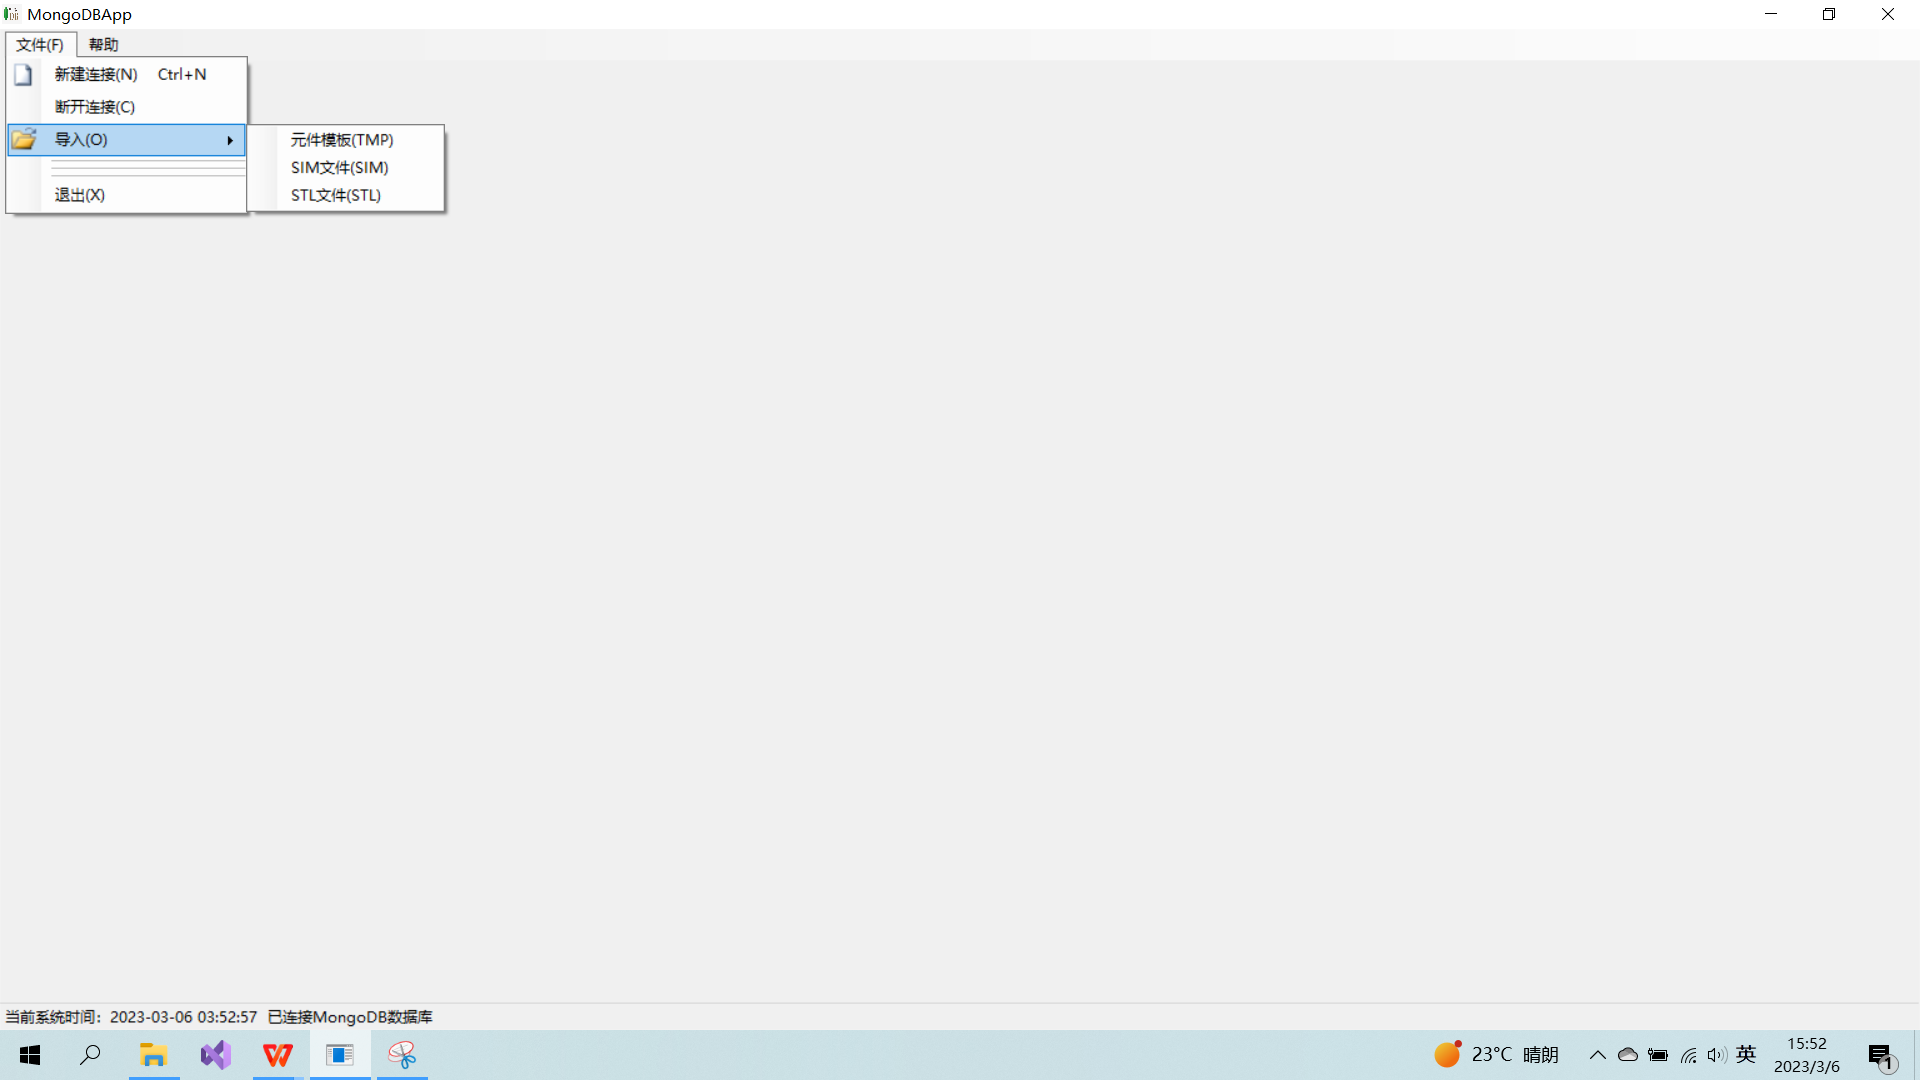 MongoDBApp
文件(F) 帮助
新建连接(N) Ctrl+N
断开连接(C)
导入(O)
元件模板(TMP)
SIM文件(SIM)
STL文件(STL)
退出(X)
当前系统时间: 2023-03-06 03:52:57 已连接MongoDB数据库
23°C 晴朗
英
15:52
2023/3/6
1